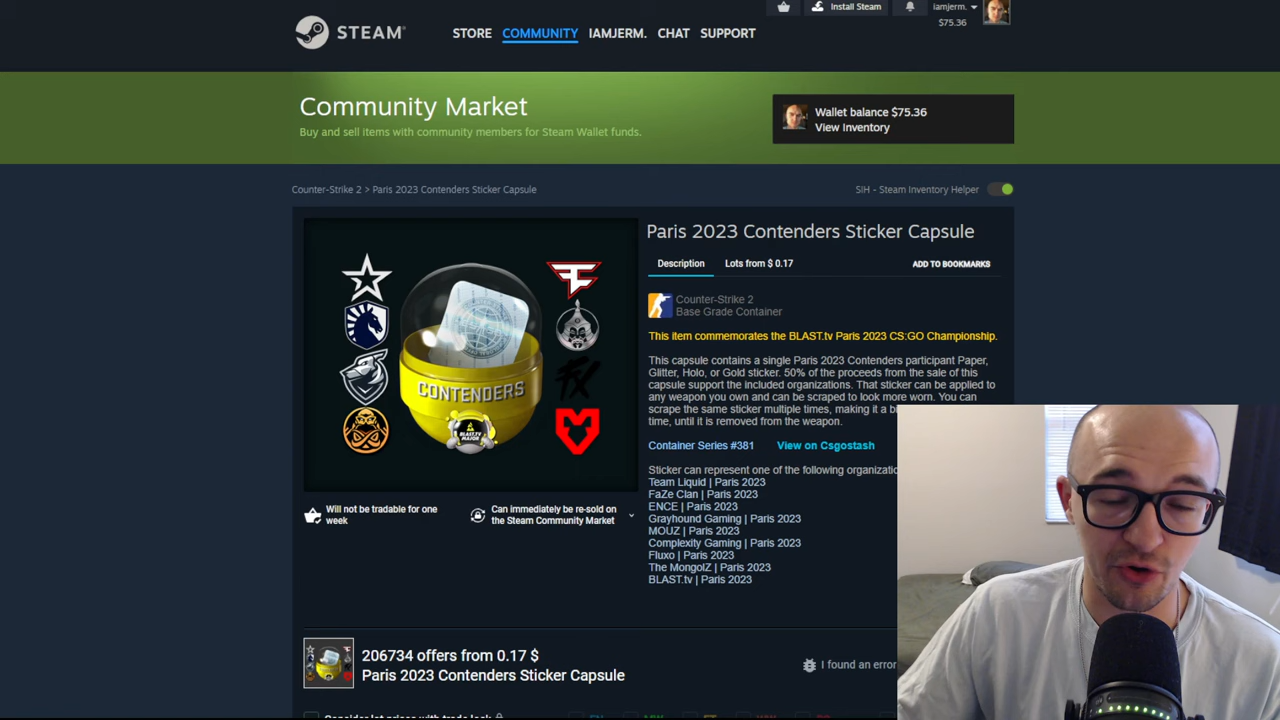 Install Steam
iamjerm.
$75.36
STEAM
STORE
COMMUNITY
IAMJERM.
CHAT
SUPPORT
Community Market
Buy and sell items with community members for Steam Wallet funds.
Wallet balance $75.36
View Inventory
Counter-Strike 2 > Paris 2023 Contenders Sticker Capsule
SIH - Steam Inventory Helper
CONTENDERS
BLAST.TV
MAJOR
Will not be tradable for one
week
Can immediately be re-sold on
the Steam Community Market
Paris 2023 Contenders Sticker Capsule
Description
Lots from $ 0.17
ADD TO BOOKMARKS
Counter-Strike 2
Base Grade Container
This item commemorates the BLAST.tv Paris 2023 CS:GO Championship.
This capsule contains a single Paris 2023 Contenders participant Paper,
Glitter, Holo, or Gold sticker. 50% of the proceeds from the sale of this
capsule support the included organizations. That sticker can be applied to
any weapon you own and can be scraped to look more worn. You can
scrape the same sticker multiple times, making it a
time, until it is removed from the weapon.
Container Series #381
View on Csgostash
Sticker can represent one of the following
Team Liquid | Paris 2023
FaZe Clan | Paris 2023
ENCE | Paris 2023
Grayhound Gaming | Paris 2023
MOUZ | Paris 2023
Complexity Gaming | Paris 2023
Fluxo | Paris 2023
The MongolZ | Paris 2023
BLAST.tv | Paris 2023
206734 offers from 0.17 $
Paris 2023 Contenders Sticker Capsule
I found an error